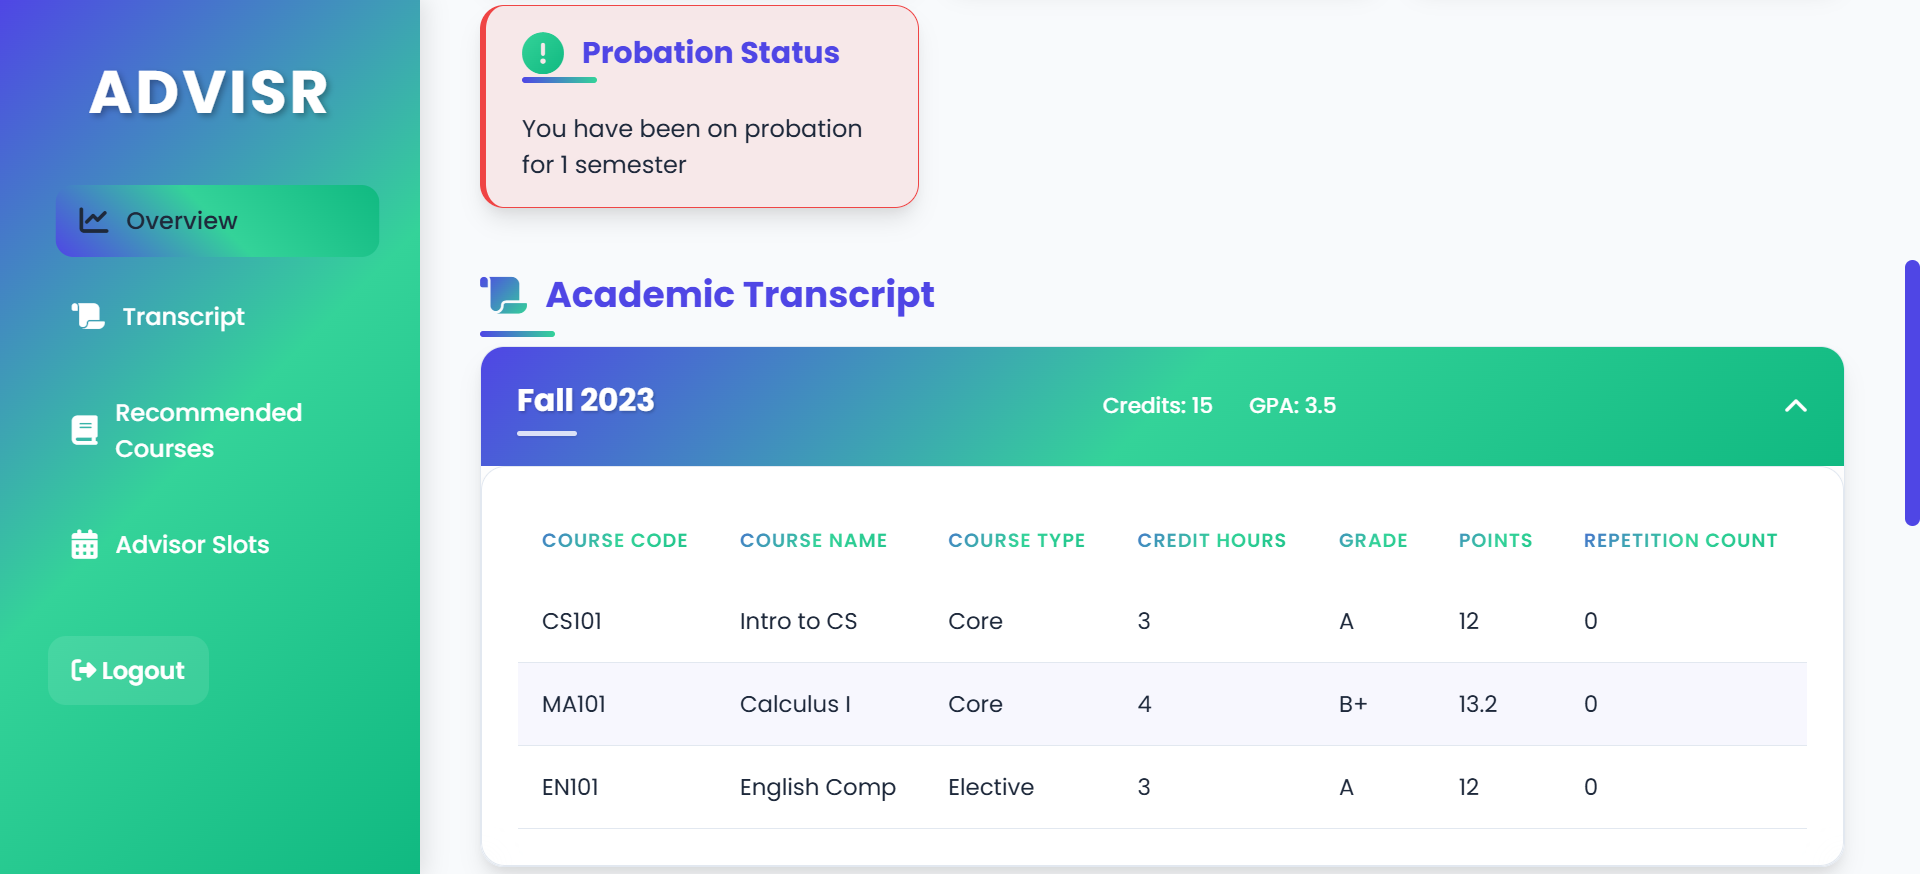 ADVISR
Overview
Transcript
Recommended
Courses
Advisor Slots
Logout
Probation Status
You have been on probation
for 1 semester
Academic Transcript
Fall 2023 Credits: 15 GPA: 3.5
COURSE CODE COURSE NAME COURSE TYPE CREDIT HOURS GRADE POINTS REPETITION COUNT
CS101 Intro to CS Core 3 A 12 0
MA101 Calculus I Core 4 B+ 13.2 0
EN101 English Comp Elective 3 A 12 0